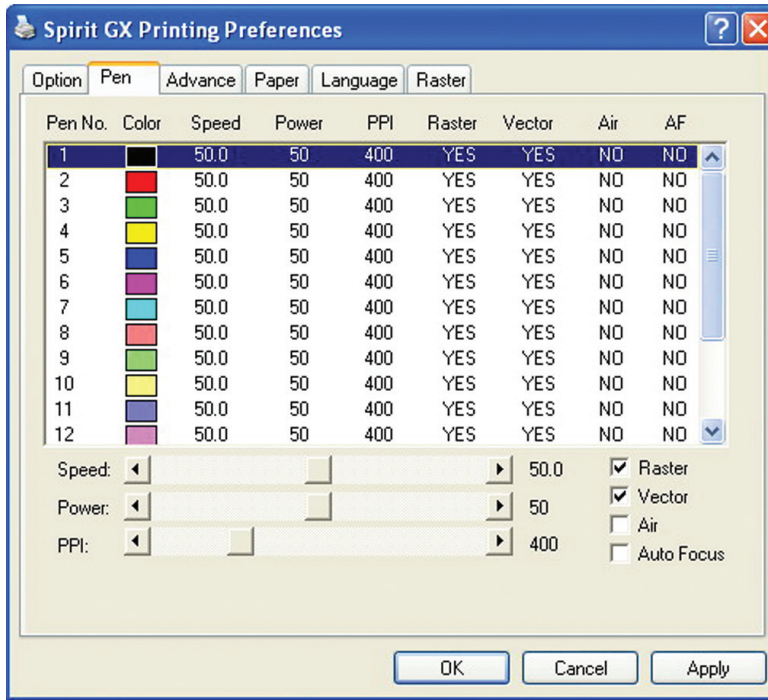 Spirit GX Printing Preferences
Option Pen Advance Paper Language Raster
Pen No. Color Speed Power PPI Raster Vector Air AF
1 50.0 50 400 YES YES NO NO
2 50.0 50 400 YES YES NO NO
3 50.0 50 400 YES YES NO NO
4 50.0 50 400 YES YES NO NO
5 50.0 50 400 YES YES NO NO
6 50.0 50 400 YES YES NO NO
7 50.0 50 400 YES YES NO NO
8 50.0 50 400 YES YES NO NO
9 50.0 50 400 YES YES NO NO
10 50.0 50 400 YES YES NO NO
11 50.0 50 400 YES YES NO NO
12 50.0 50 400 YES YES NO NO
Speed: 50.0 Raster
Power: 50 Vector
Air
PPI: 400 Auto Focus
OK Cancel Apply